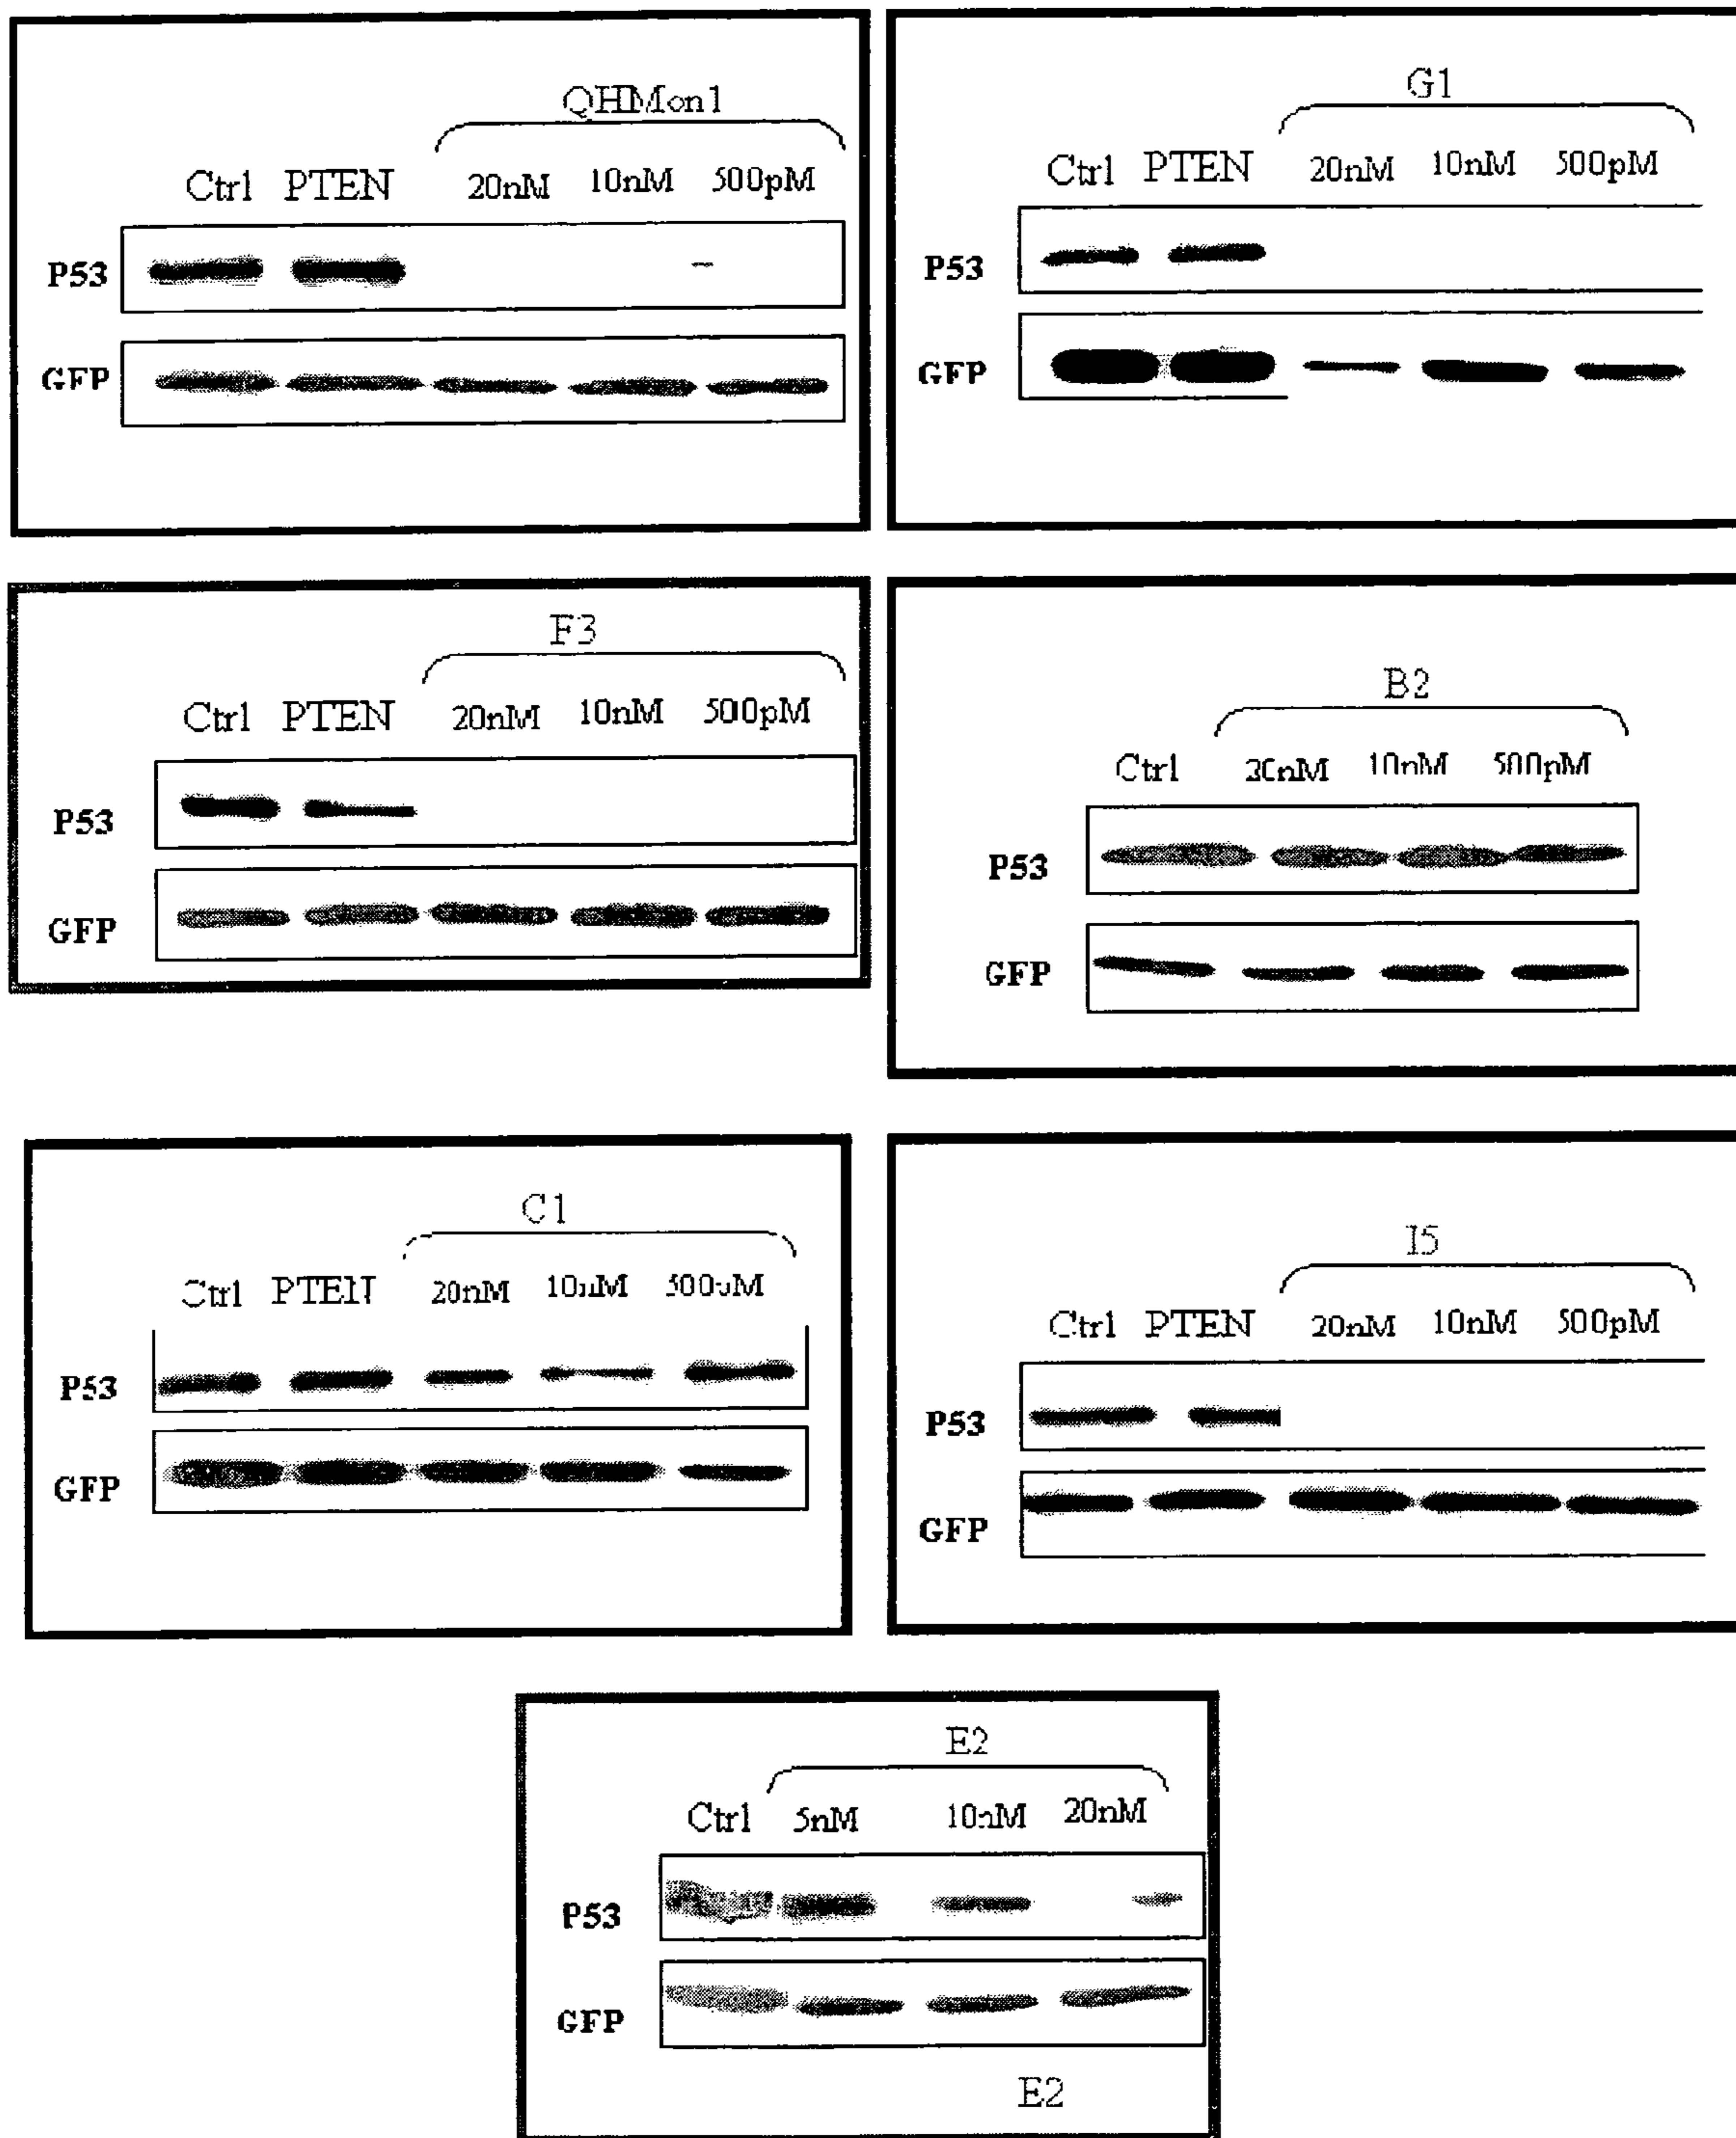 QHMon1
Ctrl PTEN 20nM 10nM 500pM
P53
GFP
G1
Ctrl PTEN 20nM 10nM 500pM
P53
GFP
F3
Ctrl PTEN 20nM 10nM 500pM
P53
GFP
B2
Ctrl 20nM 10nM 500pM
P53
GFP
C1
Ctrl PTEN 20nM 10nM 500pM
P53
GFP
I5
Ctrl PTEN 20nM 10nM 500pM
P53
GFP
E2
Ctrl 5nM 10nM 20nM
P53
GFP
E2